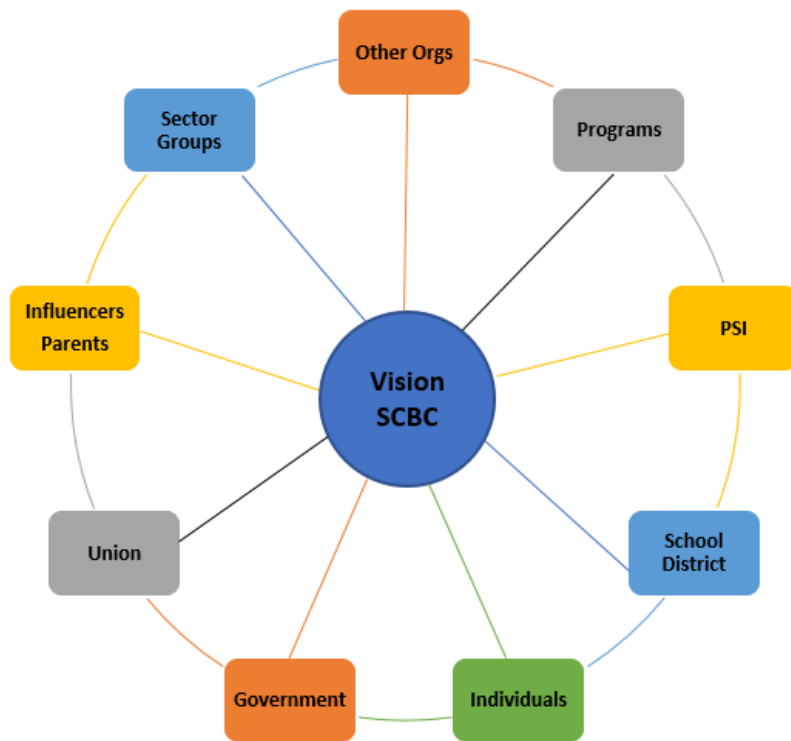 Other Orgs
Sector
Groups
Programs
Influencers
Parents
PSI
Vision
SCBC
Union
School
District
Government
Individuals